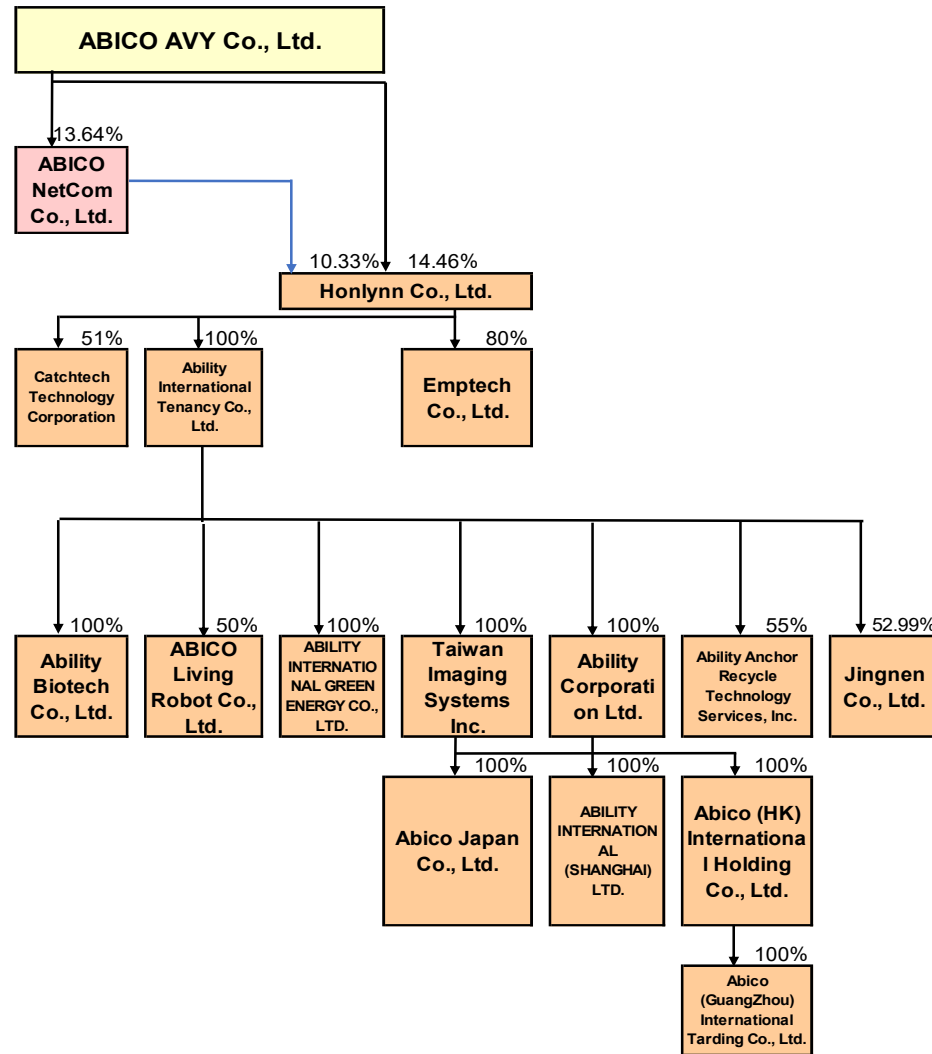 ABICO AVY Co., Ltd.
13.64%
ABICO
NetCom
Co., Ltd.
10.33%
14.46%
Honlynn Co., Ltd.
51%
100%
80%
Catchtech
Technology
Corporation
Ability
International
Tenancy Co.,
Ltd.
Emptech
Co., Ltd.
100%
50%
100%
100%
100%
55%
52.99%
Ability
Biotech
Co., Ltd.
ABICO
Living
Robot Co.,
Ltd.
ABILITY
INTERNATIO
NAL GREEN
ENERGY CO.,
LTD.
Taiwan
Imaging
Systems
Inc.
Ability
Corporati
on Ltd.
Ability Anchor
Recycle
Technology
Services, Inc.
Jingnen
Co., Ltd.
100%
100%
100%
Abico Japan
Co., Ltd.
ABILITY
INTERNATION
AL
(SHANGHAI)
LTD.
Abico (HK)
Internationa
l Holding
Co., Ltd.
100%
Abico
(GuangZhou)
International
Tarding Co., Ltd.